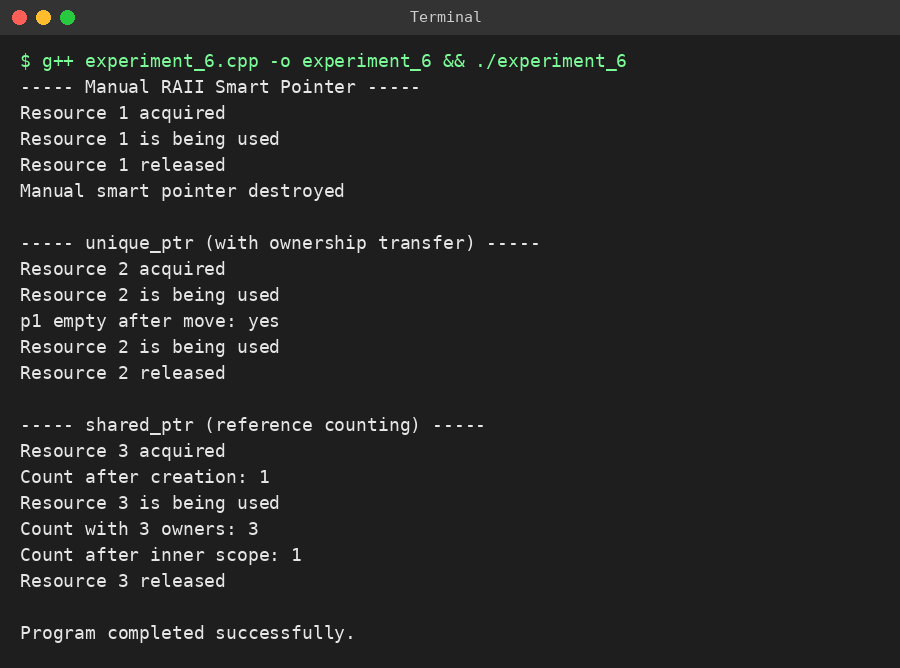 Terminal
$ g++ experiment_6.cpp -o experiment_6 && ./experiment_6
----- Manual RAII Smart Pointer -----
Resource 1 acquired
Resource 1 is being used
Resource 1 released
Manual smart pointer destroyed
----- unique_ptr (with ownership transfer) -----
Resource 2 acquired
Resource 2 is being used
p1 empty after move: yes
Resource 2 is being used
Resource 2 released
----- shared_ptr (reference counting) -----
Resource 3 acquired
Count after creation: 1
Resource 3 is being used
Count with 3 owners: 3
Count after inner scope: 1
Resource 3 released
Program completed successfully.